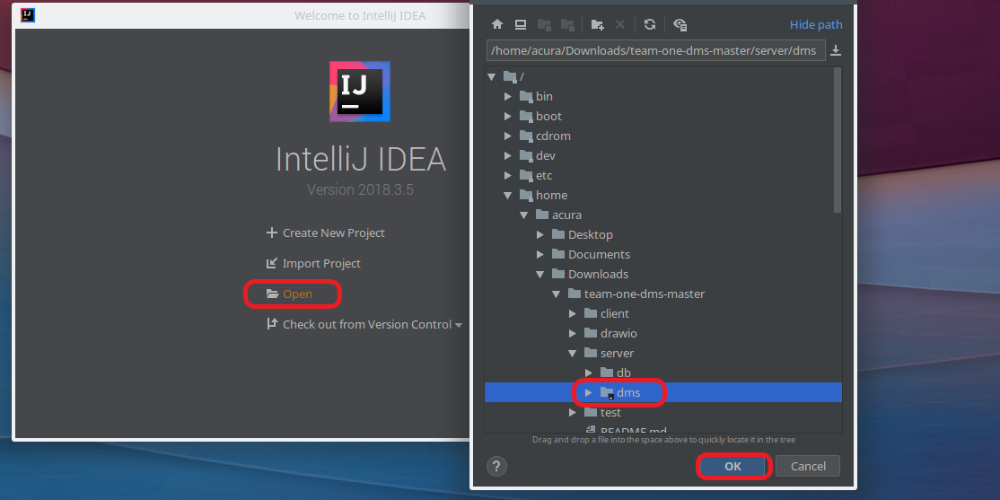 Welcome to IntelliJ IDEA
IJ
IntelliJ IDEA
Version 2018.3.5
Create New Project
Import Project
Open
Check out from Version Control
Hide path
/home/acura/Downloads/team-one-dms-master/server/dms
/
bin
boot
cdrom
dev
etc
home
acura
Desktop
Documents
Downloads
team-one-dms-master
client
drawio
server
db
dms
test
README.md
Drag and drop a file into the space above to quickly locate it in the tree
?
OK
Cancel